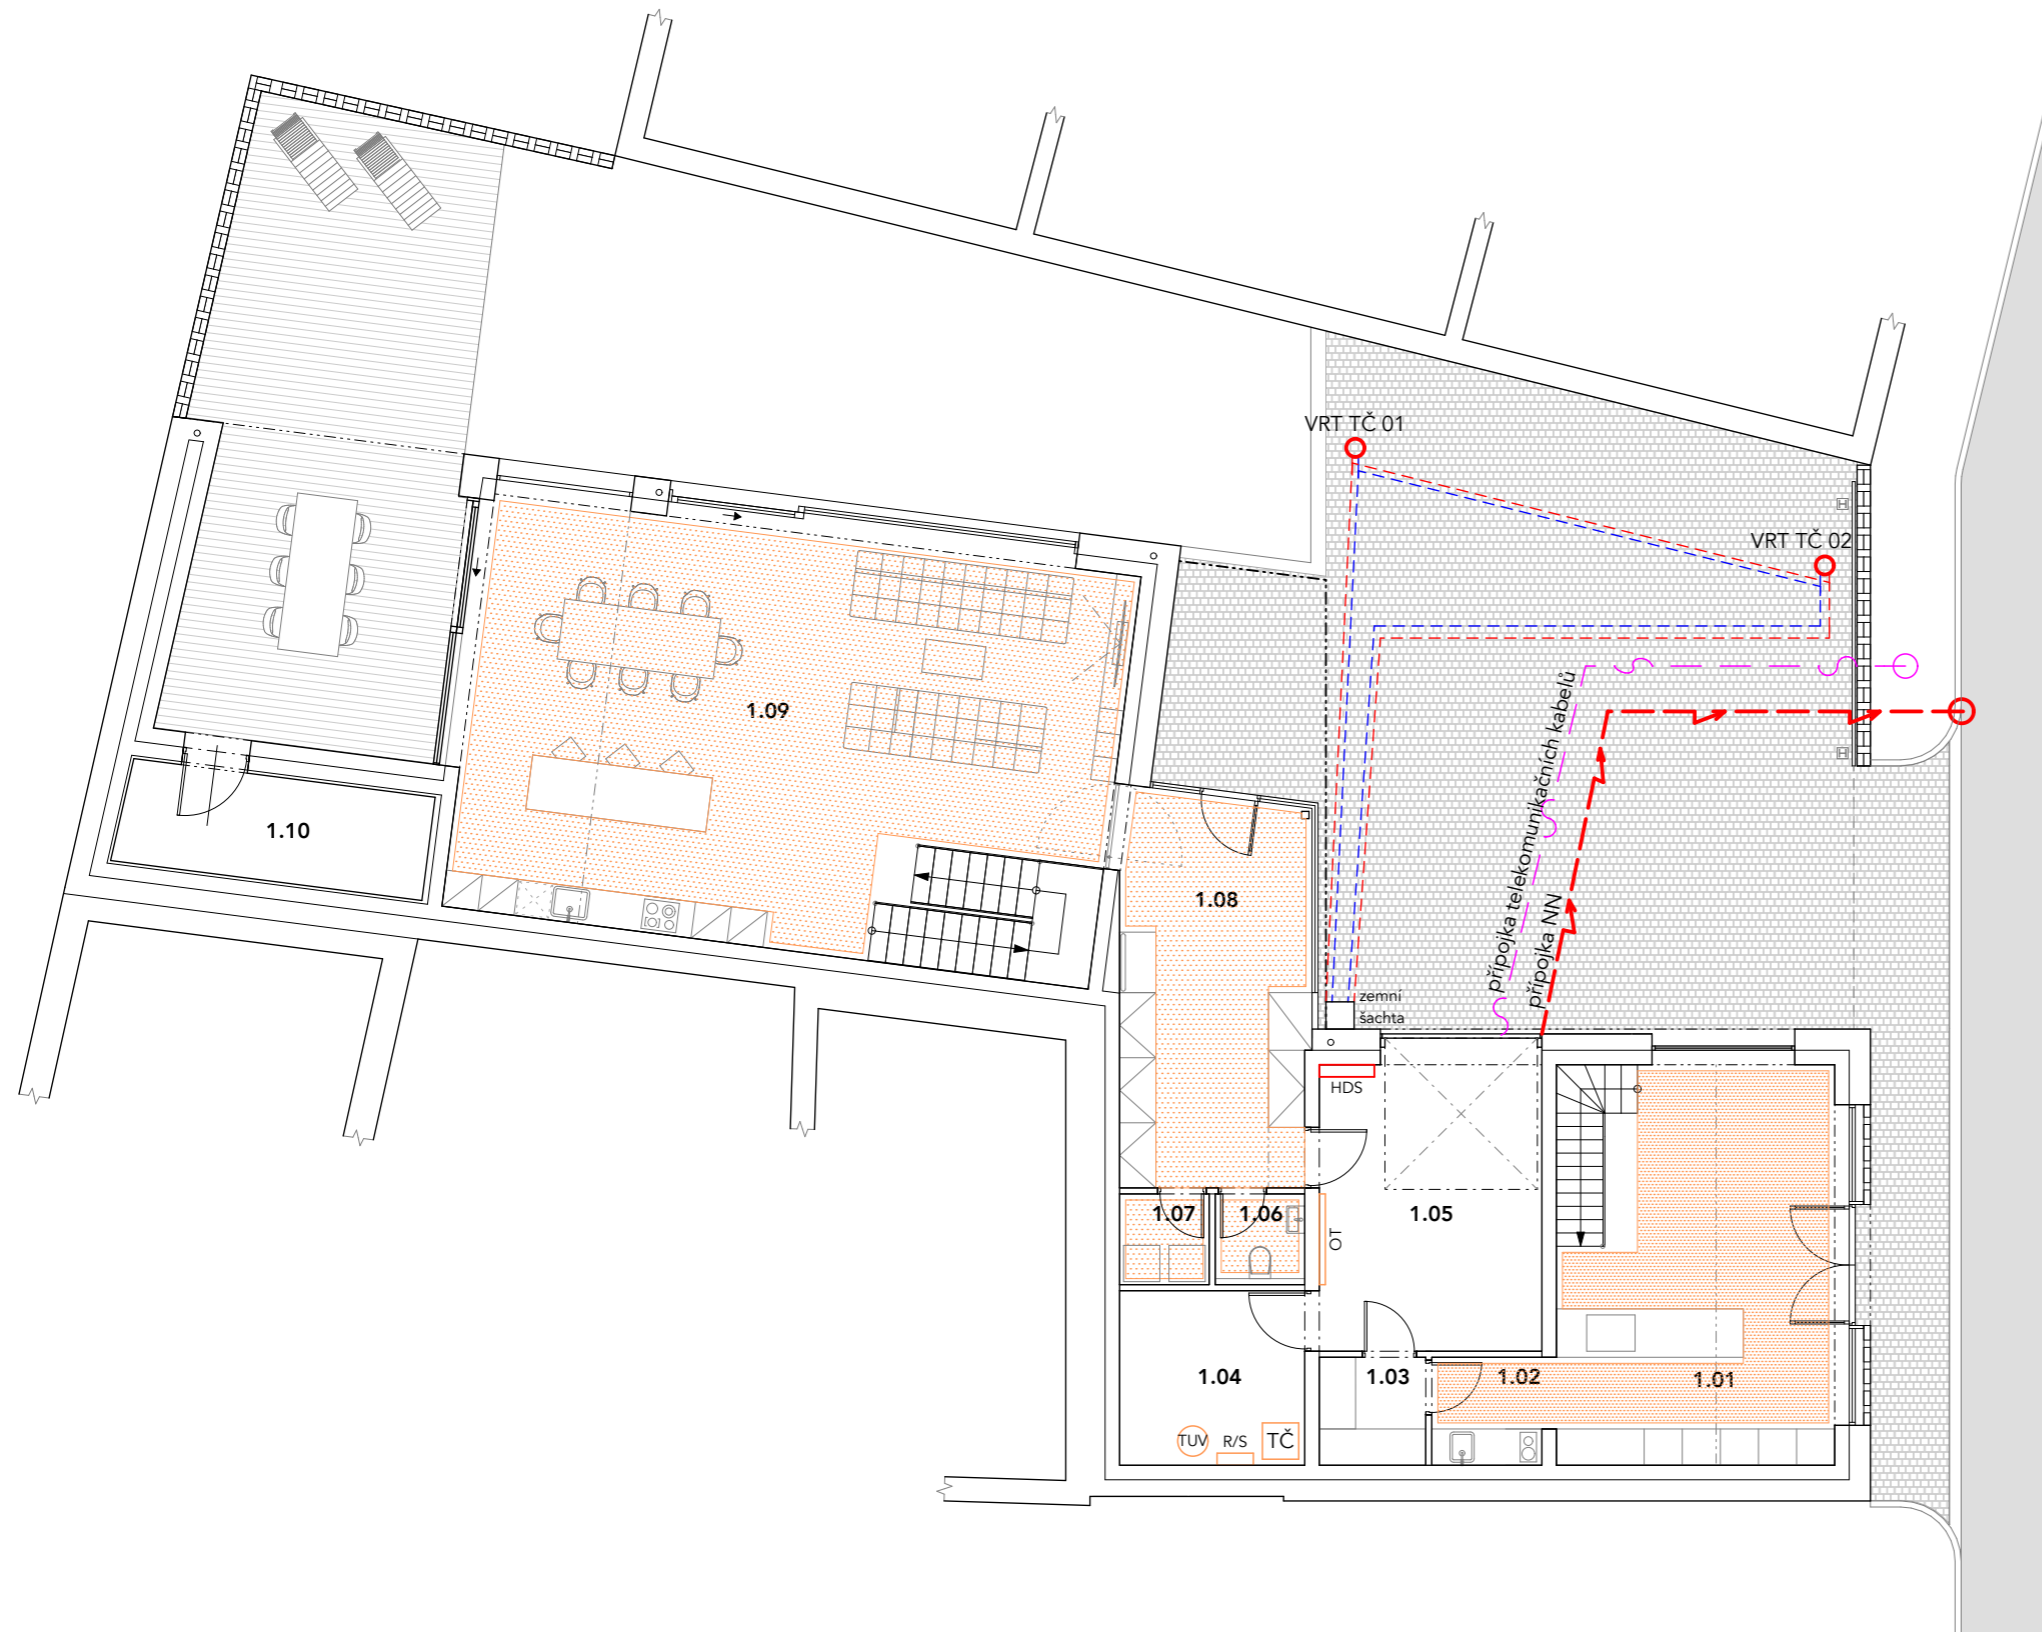 VRT TČ 01
VRT TČ 02
přípojka telekomunikačních kabelů
přípojka NN
1.09
1.10
1.08
zemní
šachta
HDS
1.07
1.06
OT
1.05
1.04
1.03
1.02
1.01
TUV
R/S
TČ